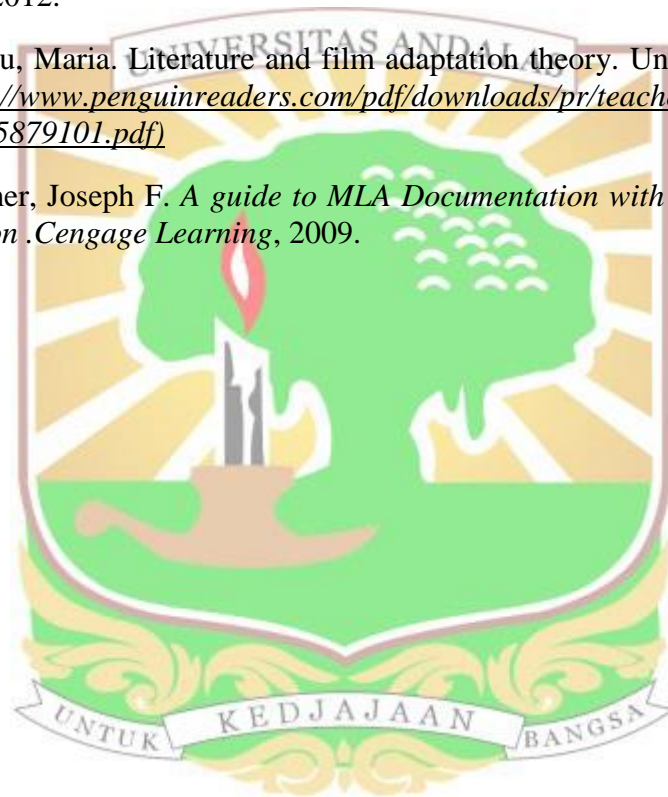 2012.
UNIVERSITAS ANDALAS
u, Maria. Literature and film adaptation theory. Un
//www.penguinreaders.com/pdf/downloads/pr/teach
5879101.pdf)
ner, Joseph F. A guide to MLA Documentation with
on .Cengage Learning, 2009.
UNTUK KEDJAJAAN BANGSA